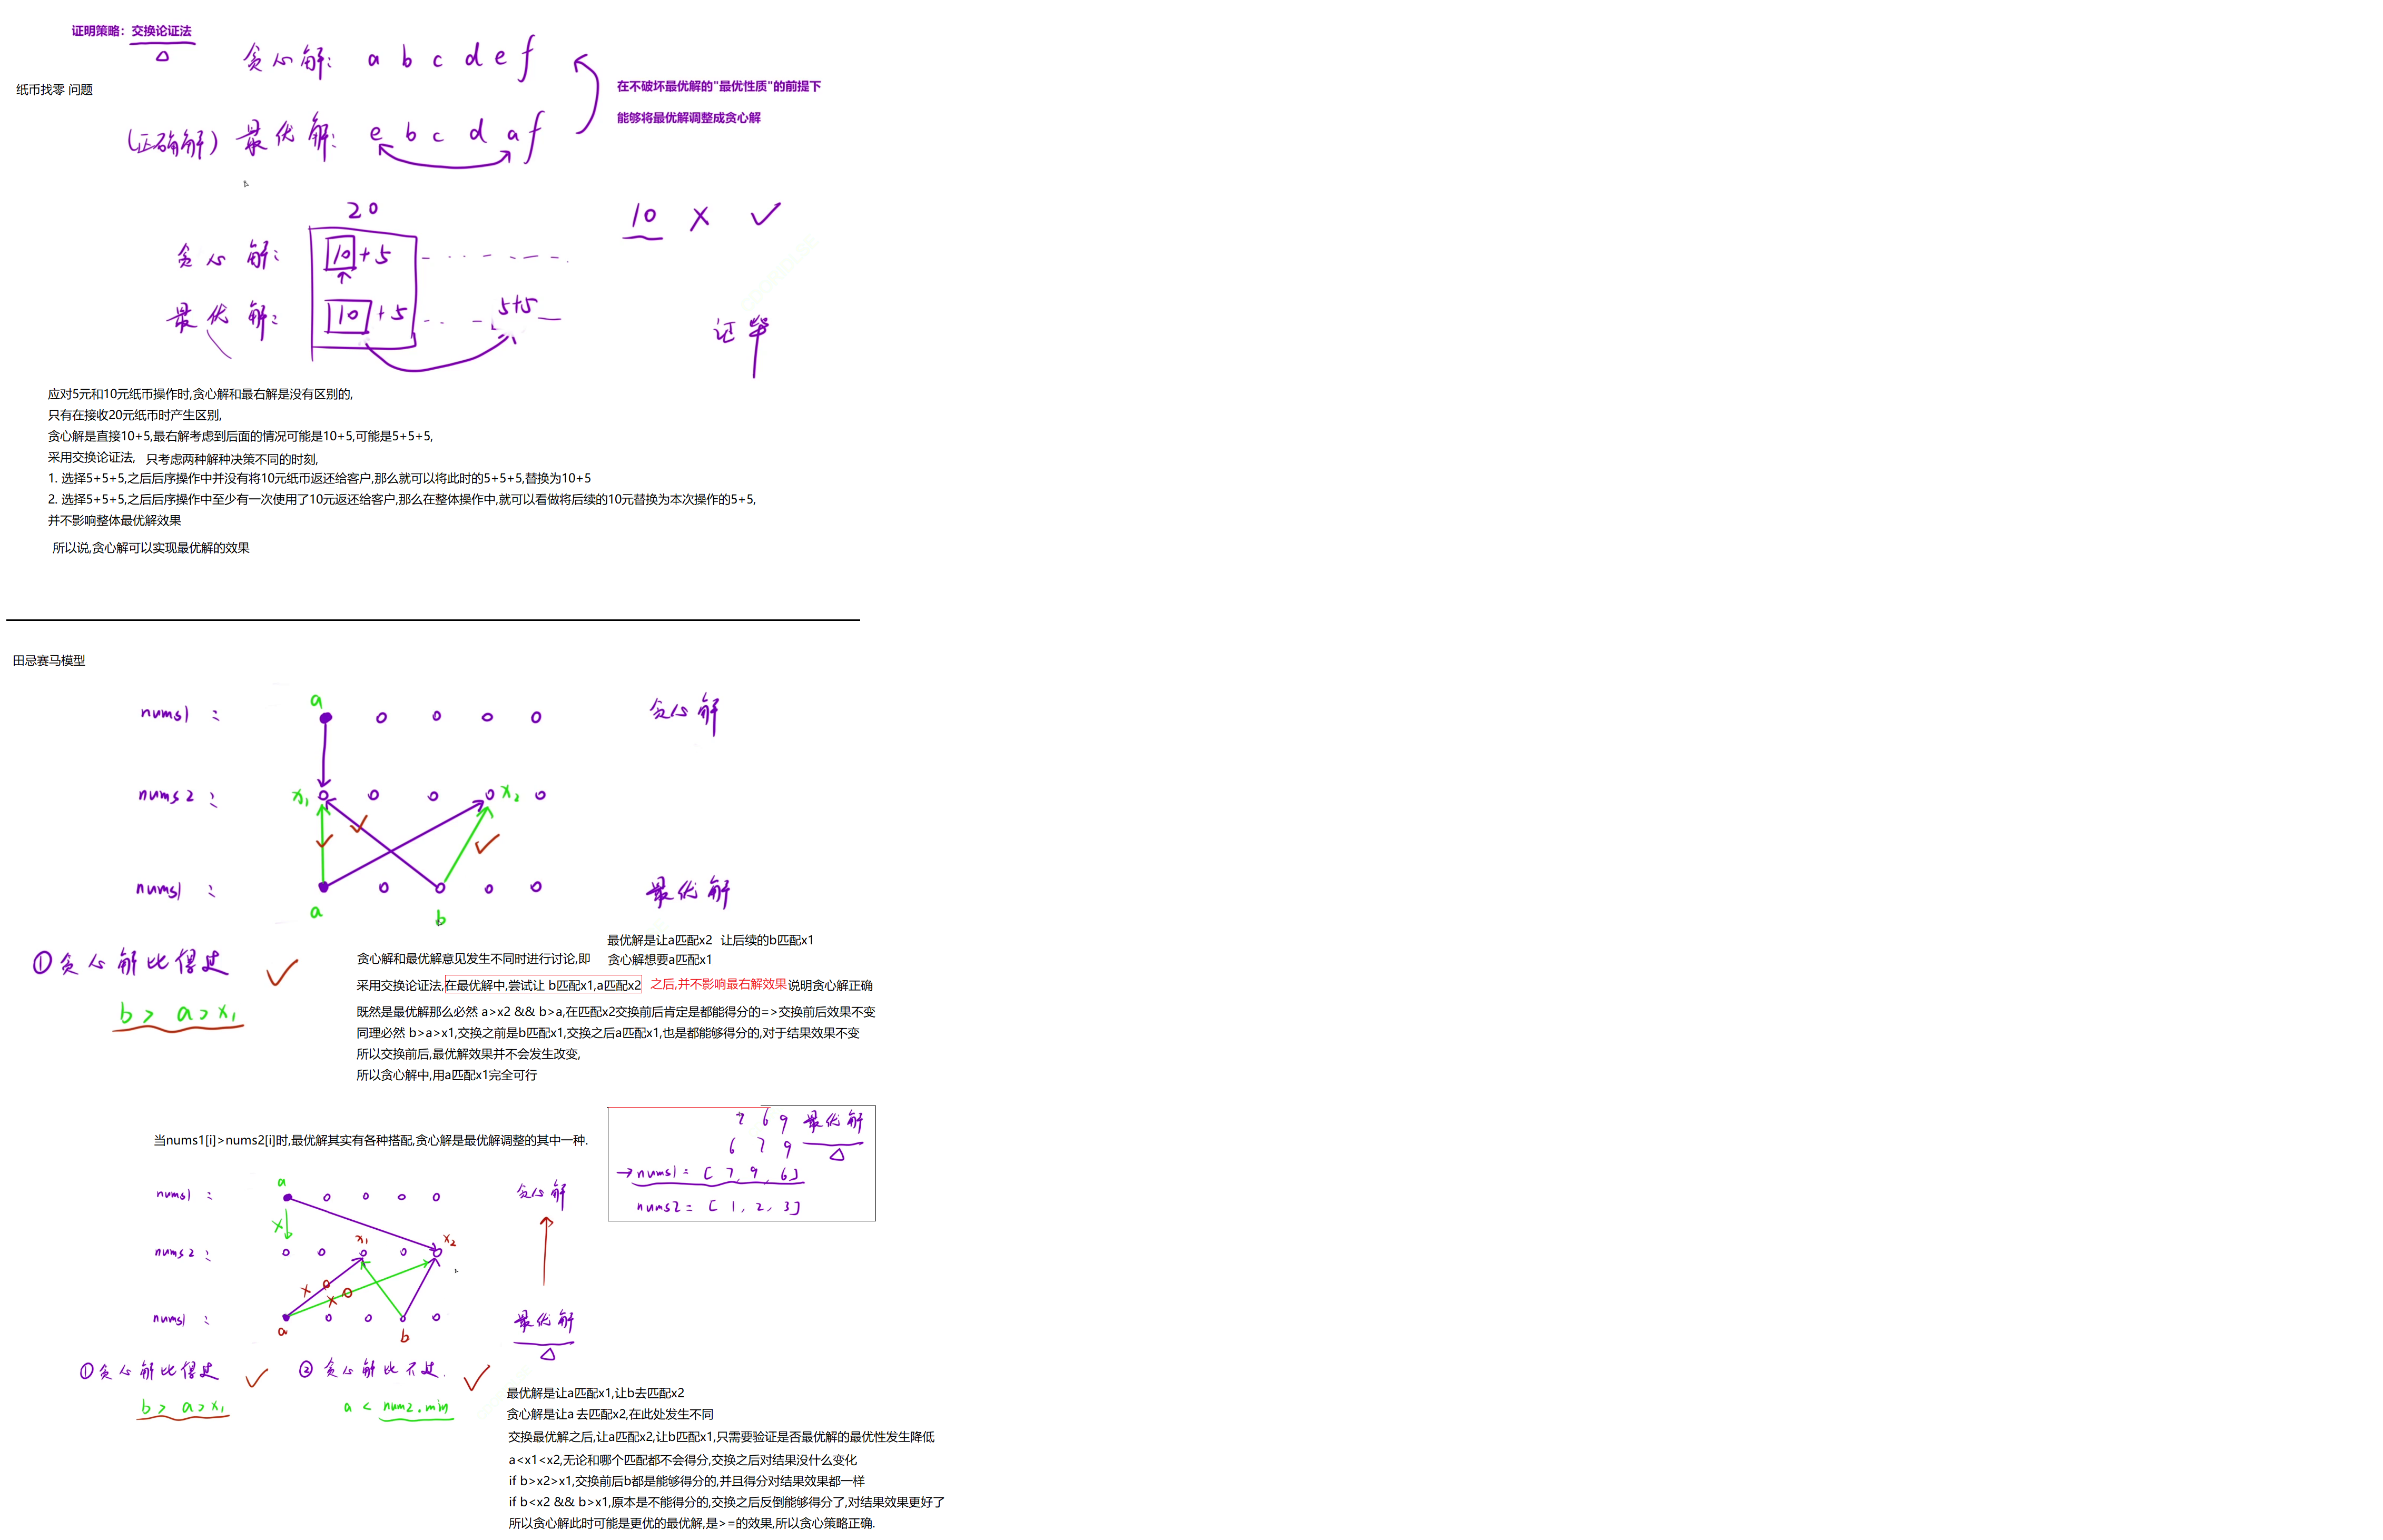 证明策略：交换论证法
贪心解： a b c d e f
纸币找零 问题
在不破坏最优解的"最优性质"的前提下
能够将最优解调整成贪心解
(正确解) 最优解： e b c d a f
20
10 X ✓
贪心解： 10 + 5
最优解： 10 + 5 5+5
证毕
应对5元和10元纸币操作时,贪心解和最右解是没有区别的,
只有在接收20元纸币时产生区别,
贪心解是直接10+5,最右解考虑到后面的情况可能是10+5,可能是5+5+5,
采用交换论证法, 只考虑两种解种决策不同的时刻,
1. 选择5+5+5,之后后序操作中并没有将10元纸币返还给客户,那么就可以将此时的5+5+5,替换为10+5
2. 选择5+5+5,之后后序操作中至少有一次使用了10元返还给客户,那么在整体操作中,就可以看做将后续的10元替换为本次操作的5+5,
并不影响整体最优解效果
所以说,贪心解可以实现最优解的效果
田忌赛马模型
a
nums1 : 贪心解
nums2 : x1 x2
nums1 : 最优解
a b
最优解是让a匹配x2 让后续的b匹配x1
贪心解和最优解意见发生不同时进行讨论,即 贪心解想要a匹配x1
①贪心解比得过 ✓
采用交换论证法,在最优解中,尝试让 b匹配x1,a匹配x2 之后,并不影响最右解效果 说明贪心解正确
b > a > x1
既然是最优解那么必然 a>x2 && b>a,在匹配x2交换前后肯定是都能得分的=>交换前后效果不变
同理必然 b>a>x1,交换之前是b匹配x1,交换之后a匹配x1,也是都能够得分的,对于结果效果不变
所以交换前后,最优解效果并不会发生改变,
所以贪心解中,用a匹配x1完全可行
7 6 9 最优解
6 7 9
→ nums1 = [ 7, 9, 6]
nums2 = [ 1, 2, 3]
当nums1[i]>nums2[i]时,最优解其实有各种搭配,贪心解是最优解调整的其中一种.
a
nums1 : 贪心解
x
x1 x2
nums2 :
x o
x o
nums1 : 最优解
a b
①贪心解比得过 ✓ ②贪心解比不过. ✓
b > a > x1 a < num2.min
最优解是让a匹配x1,让b去匹配x2
贪心解是让a 去匹配x2,在此处发生不同
交换最优解之后,让a匹配x2,让b匹配x1,只需要验证是否最优解的最优性发生降低
a<x1<x2,无论和哪个匹配都不会得分,交换之后对结果没什么变化
if b>x2>x1,交换前后b都是能够得分的,并且得分对结果效果都一样
if b<x2 && b>x1,原本是不能得分的,交换之后反倒能够得分了,对结果效果更好了
所以贪心解此时可能是更优的最优解,是>=的效果,所以贪心策略正确.